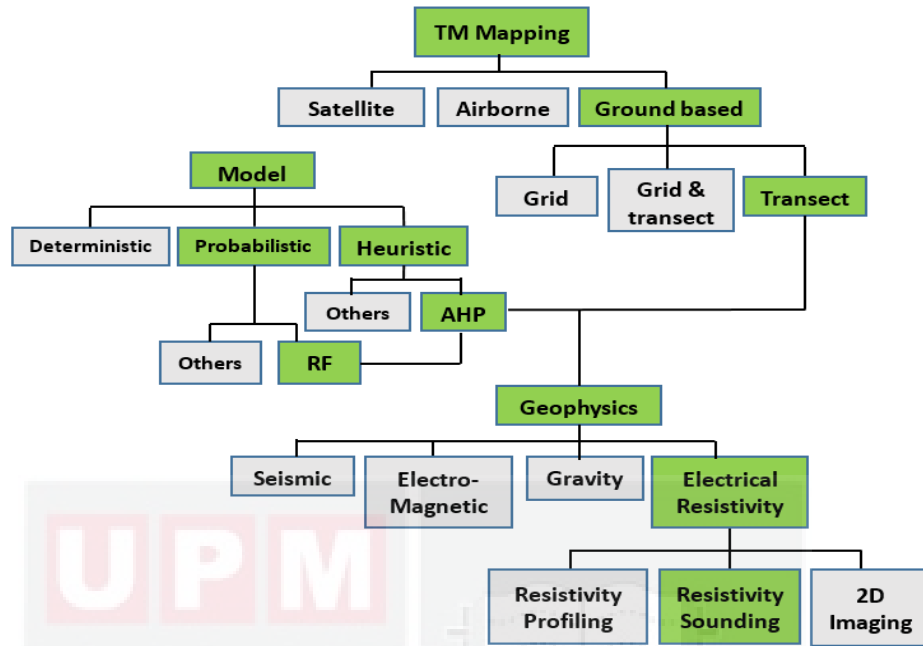 TM Mapping
Satellite
Airborne
Ground based
Grid
Grid &
transect
Transect
Model
Deterministic
Probabilistic
Heuristic
Others
AHP
Others
RF
Geophysics
Seismic
Electro-
Magnetic
Gravity
Electrical
Resistivity
Resistivity
Profiling
Resistivity
Sounding
2D
Imaging
UPM